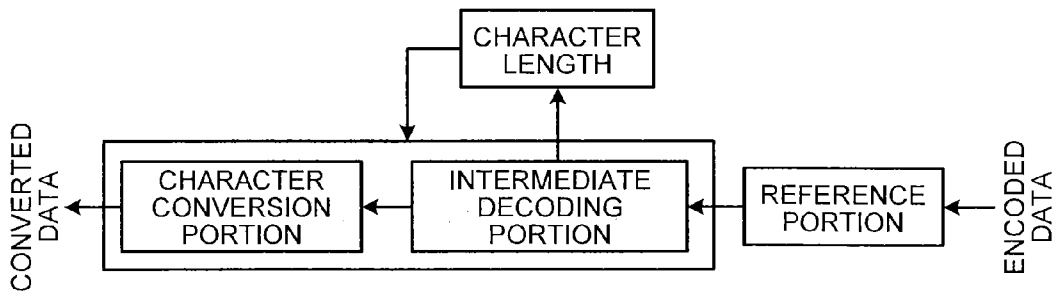 CHARACTER
LENGTH
CONVERTED
DATA
CHARACTER
CONVERSION
PORTION
INTERMEDIATE
DECODING
PORTION
REFERENCE
PORTION
ENCODED
DATA